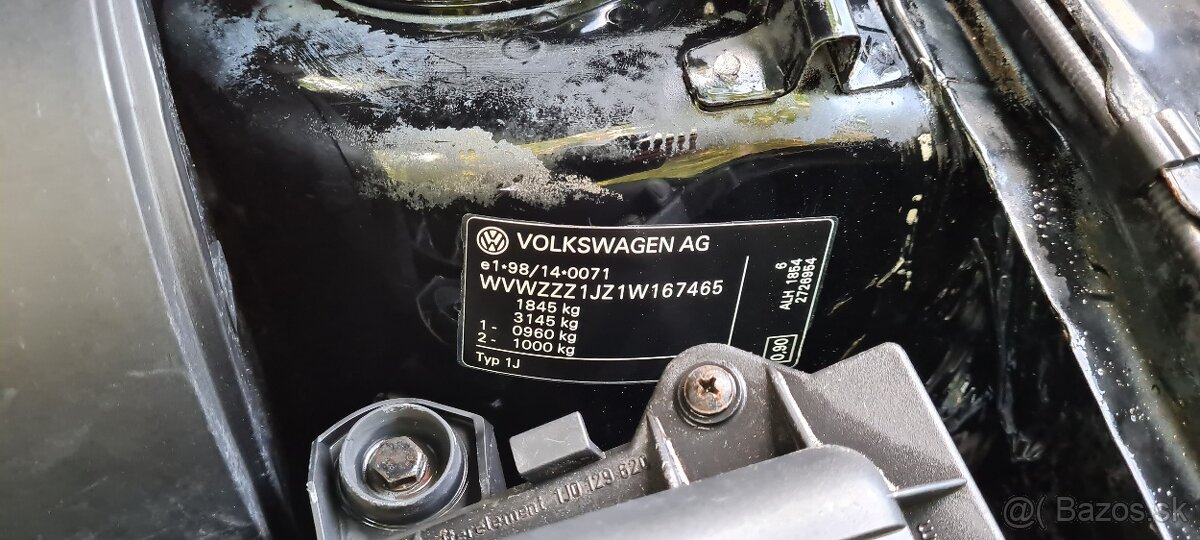 VOLKSWAGEN AG
e1*98/14*0071
WVWZZZ1JZ1W167465
1845 kg
3145 kg
1- 0960 kg
2- 1000 kg
Typ 1J
6
ALH 1854
2726954
0.90
1J0 129 620
@( Bazos.sk